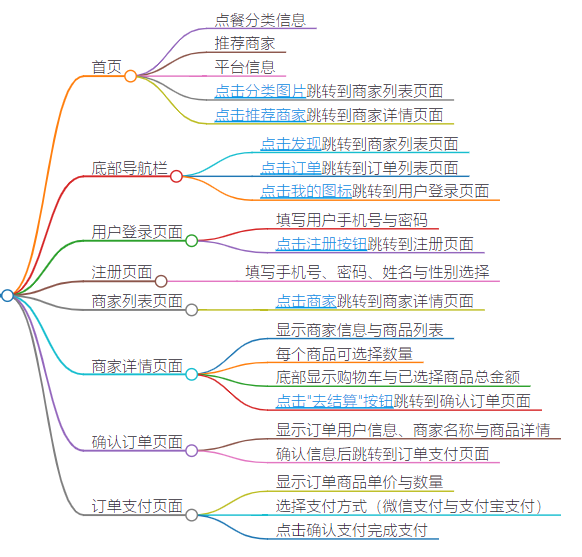 首页
点餐分类信息
推荐商家
平台信息
点击分类图片跳转到商家列表页面
点击推荐商家跳转到商家详情页面
底部导航栏
点击发现跳转到商家列表页面
点击订单跳转到订单列表页面
点击我的图标跳转到用户登录页面
用户登录页面
填写用户手机号与密码
点击注册按钮跳转到注册页面
注册页面
填写手机号、密码、姓名与性别选择
商家列表页面
点击商家跳转到商家详情页面
商家详情页面
显示商家信息与商品列表
每个商品可选择数量
底部显示购物车与已选择商品总金额
点击"去结算"按钮跳转到确认订单页面
确认订单页面
显示订单用户信息、商家名称与商品详情
确认信息后跳转到订单支付页面
订单支付页面
显示订单商品单价与数量
选择支付方式（微信支付与支付宝支付）
点击确认支付完成支付